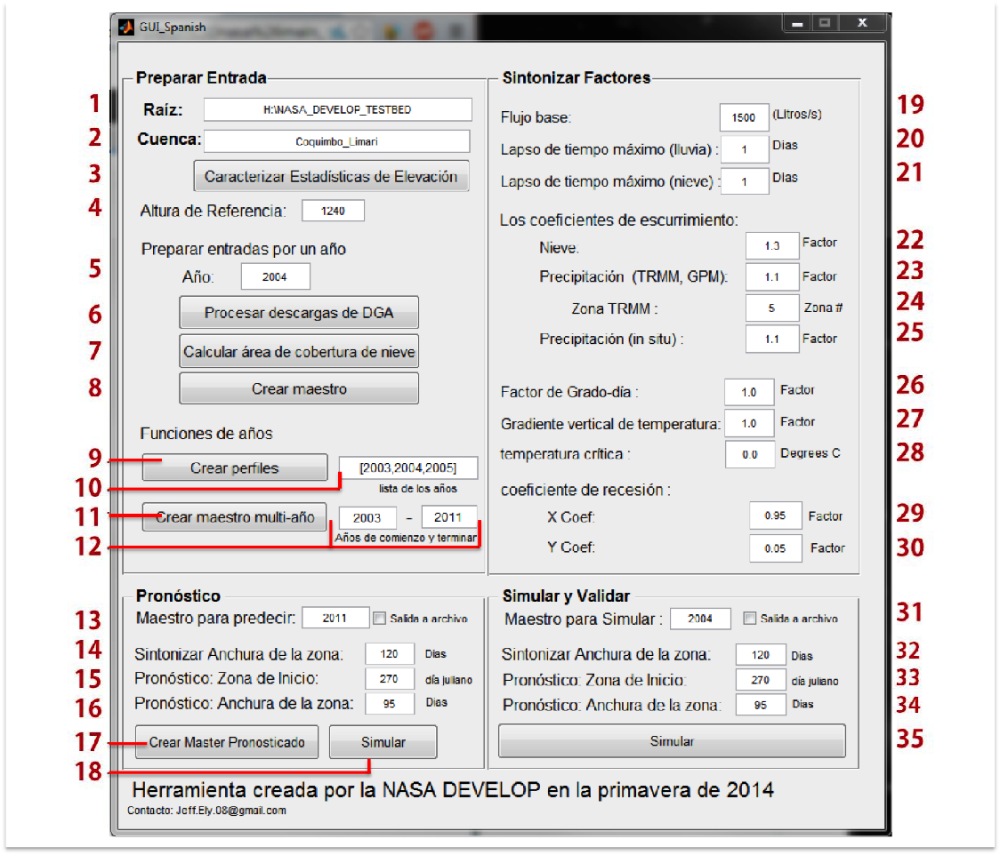 GUI_Spanish
Preparar Entrada
1 Raíz: H:\NASA_DEVELOP_TESTBED
2 Cuenca: Coquimbo_Limari
3 Caracterizar Estadísticas de Elevación
4 Altura de Referencia: 1240
Preparar entradas por un año
5 Año: 2004
6 Procesar descargas de DGA
7 Calcular área de cobertura de nieve
8 Crear maestro
Funciones de años
9 Crear perfiles [2003,2004,2005]
10 lista de los años
11 Crear maestro multi-año 2003 - 2011
12 Años de comienzo y terminar
Sintonizar Factores
Flujo base: 1500 (Litros/s) 19
Lapso de tiempo máximo (lluvia) : 1 Dias 20
Lapso de tiempo máximo (nieve) : 1 Dias 21
Los coeficientes de escurrimiento:
Nieve: 1.3 Factor 22
Precipitación (TRMM, GPM): 1.1 Factor 23
Zona TRMM : 5 Zona # 24
Precipitación (in situ) : 1.1 Factor 25
Factor de Grado-día : 1.0 Factor 26
Gradiente vertical de temperatura: 1.0 Factor 27
temperatura crítica : 0.0 Degrees C 28
coeficiente de recesión :
X Coef: 0.95 Factor 29
Y Coef: 0.05 Factor 30
Pronóstico
13 Maestro para predecir: 2011 Salida a archivo
14 Sintonizar Anchura de la zona: 120 Dias
15 Pronóstico: Zona de Inicio: 270 día juliano
16 Pronóstico: Anchura de la zona: 95 Dias
17 Crear Master Pronosticado Simular
18
Simular y Validar
Maestro para Simular : 2004 Salida a archivo 31
Sintonizar Anchura de la zona: 120 Dias 32
Pronóstico: Zona de Inicio: 270 día juliano 33
Pronóstico: Anchura de la zona: 95 Dias 34
Simular 35
Herramienta creada por la NASA DEVELOP en la primavera de 2014
Contacto: Jeff.Ely.08@gmail.com